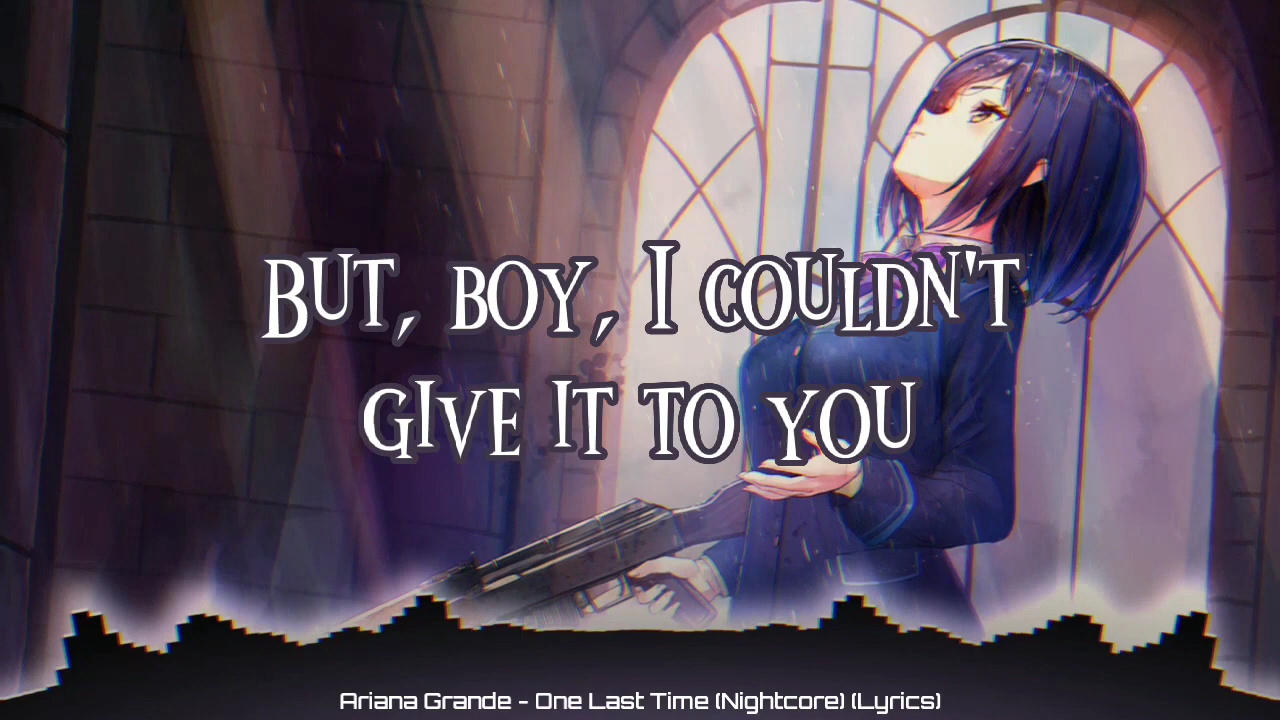 BUT, BOY, I COULDN'T
GIVE IT TO YOU
Ariana Grande - One Last Time (Nightcore) (Lyrics)